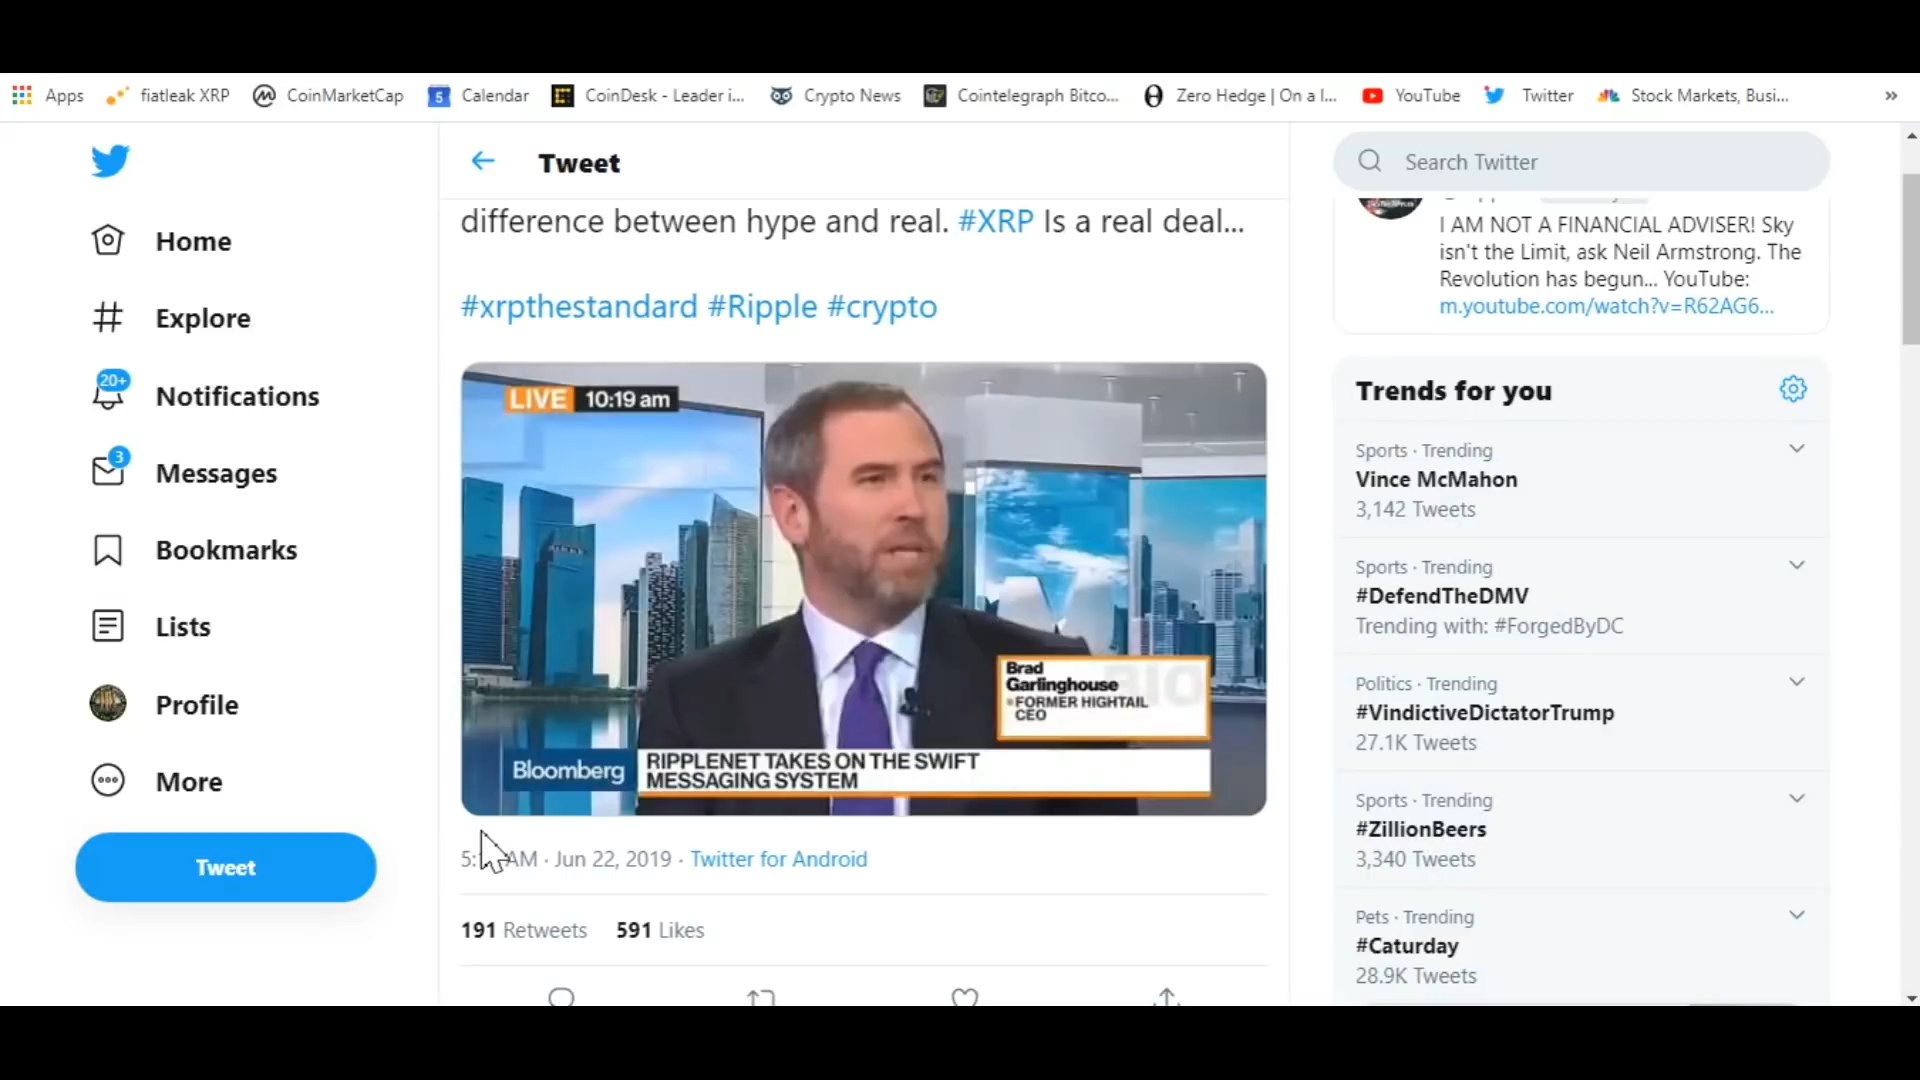 Apps fiatleak XRP CoinMarketCap 5 Calendar CoinDesk - Leader i... Crypto News Cointelegraph Bitco... Zero Hedge | On a l... YouTube Twitter Stock Markets, Busi... »
Home
Explore
20+
Notifications
3
Messages
Bookmarks
Lists
Profile
More
Tweet
Tweet
difference between hype and real. #XRP Is a real deal...
#xrpthestandard #Ripple #crypto
LIVE 10:19 am
Brad
Garlinghouse
FORMER HIGHTAIL
CEO
Bloomberg
RIPPLENET TAKES ON THE SWIFT
MESSAGING SYSTEM
AM · Jun 22, 2019 · Twitter for Android
191 Retweets 591 Likes
Search Twitter
I AM NOT A FINANCIAL ADVISER! Sky
isn't the Limit, ask Neil Armstrong. The
Revolution has begun... YouTube:
m.youtube.com/watch?v=R62AG6...
Trends for you
Sports · Trending
Vince McMahon
3,142 Tweets
Sports · Trending
#DefendTheDMV
Trending with: #ForgedByDC
Politics · Trending
#VindictiveDictatorTrump
27.1K Tweets
Sports · Trending
#ZillionBeers
3,340 Tweets
Pets · Trending
#Caturday
28.9K Tweets